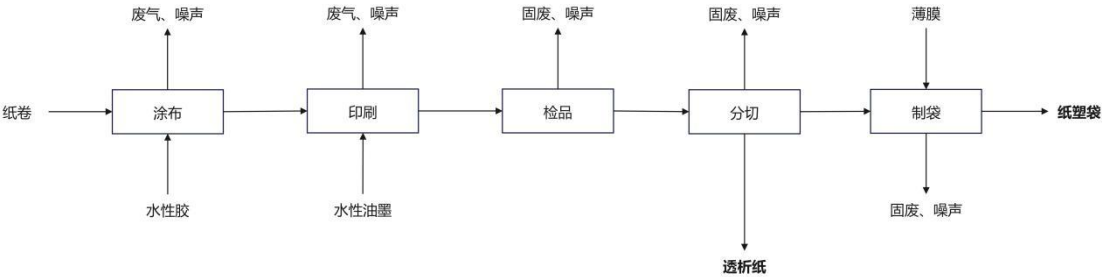 废气、噪声
废气、噪声
固废、噪声
固废、噪声
薄膜
纸卷
涂布
印刷
检品
分切
制袋
纸塑袋
水性胶
水性油墨
固废、噪声
透析纸